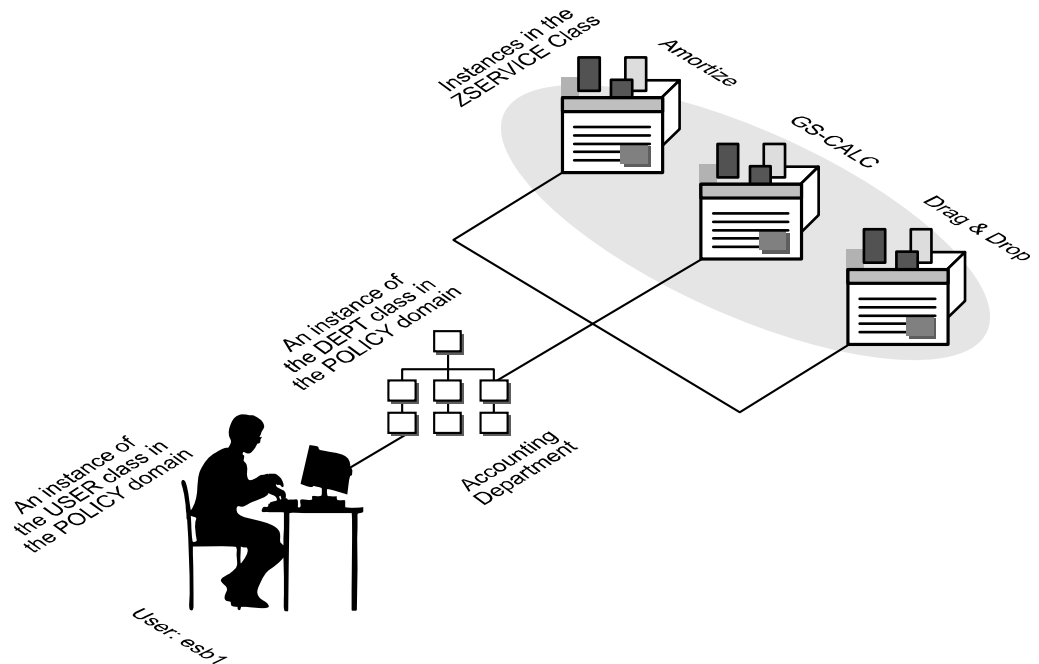 Instances in the
ZSERVICE Class
Amortize
GS-CALC
Drag & Drop
An instance of
the DEPT class in
the POLICY domain
Accounting
Department
An instance of
the USER class in
the POLICY domain
User: esb1